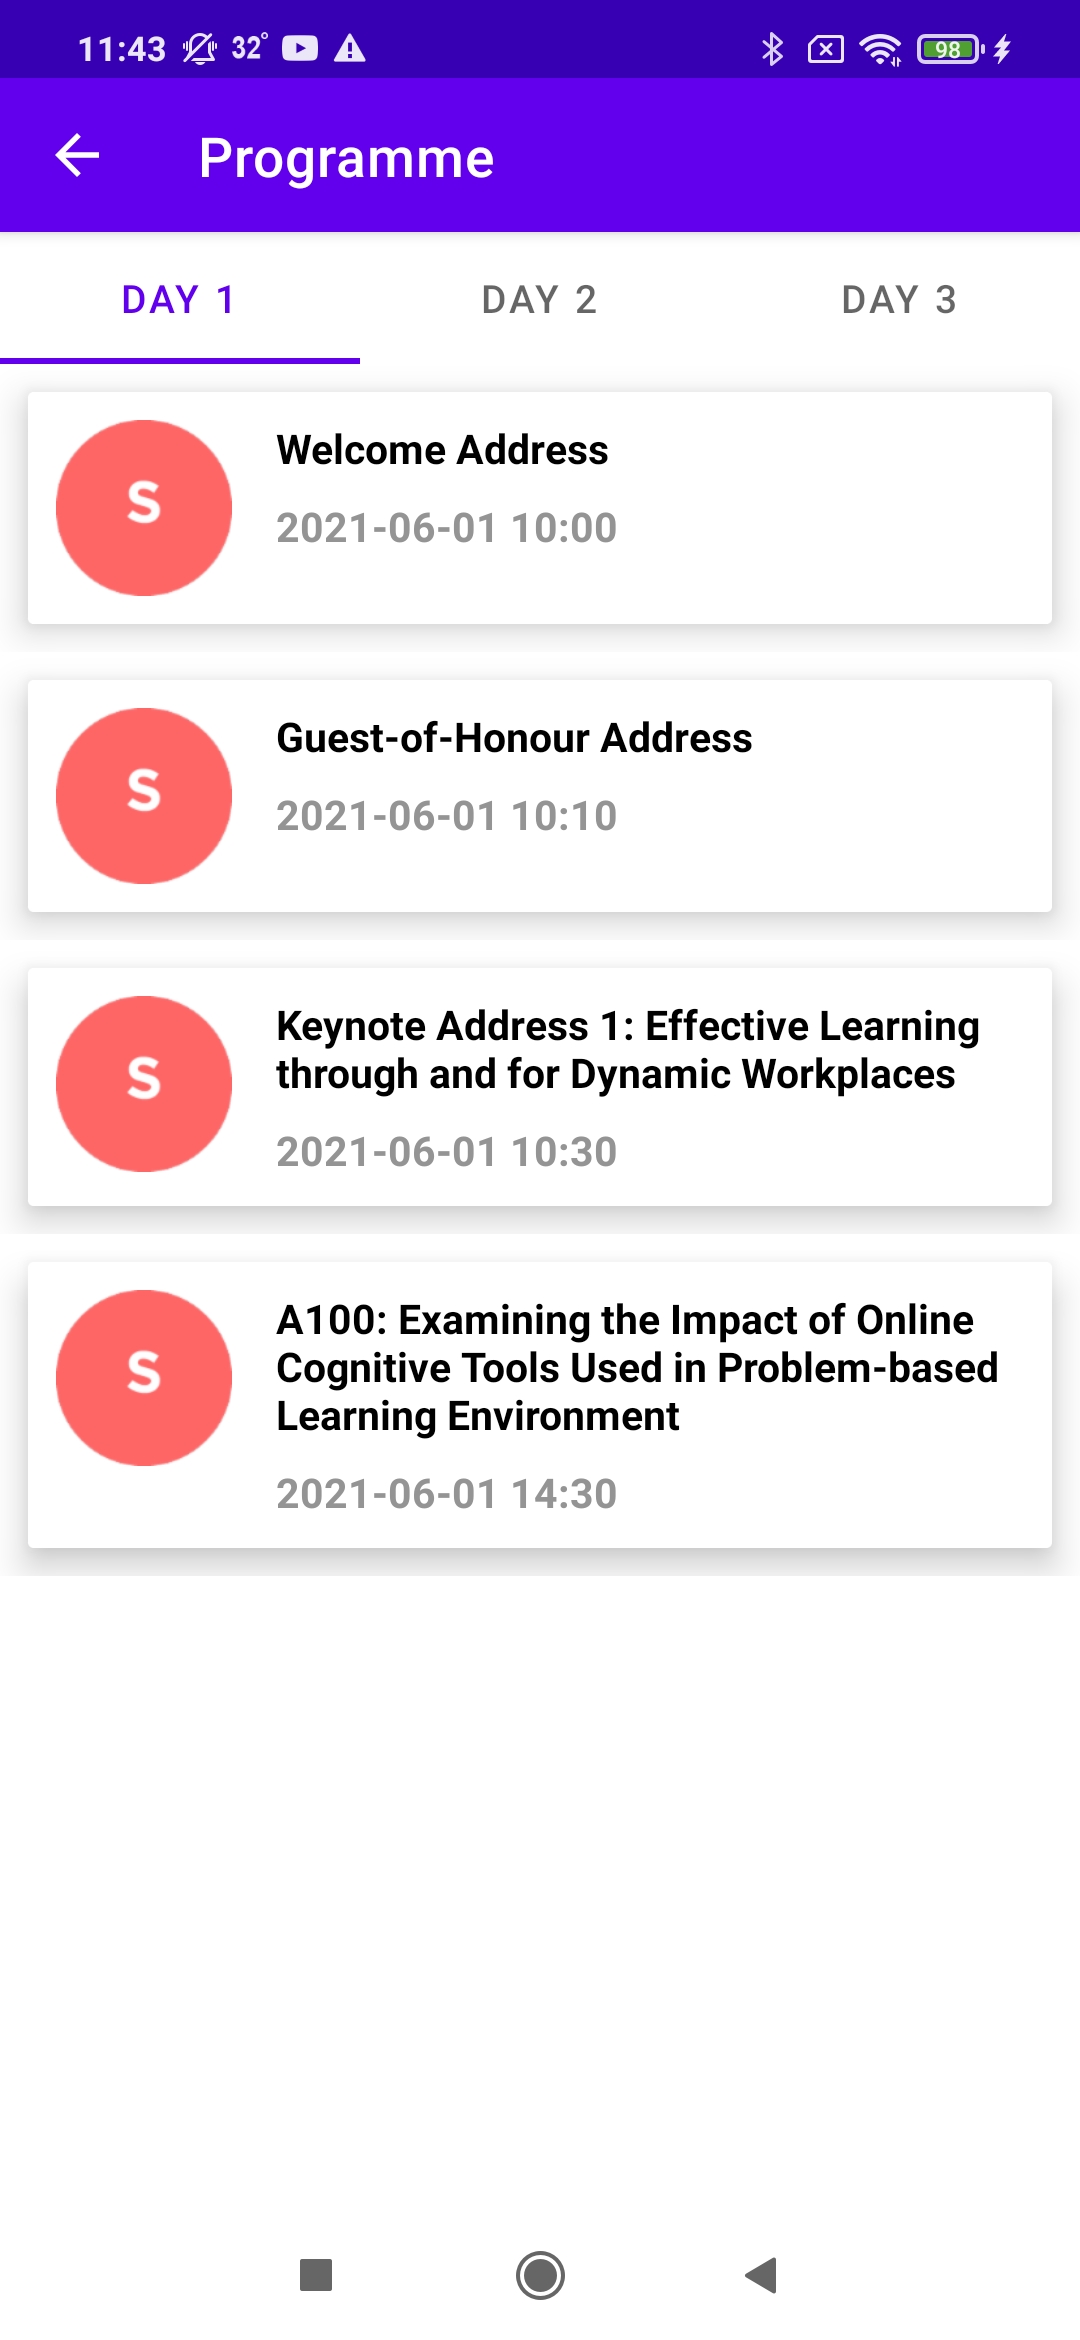 11:43 32° 98
Programme
DAY 1 DAY 2 DAY 3
S
Welcome Address
2021-06-01 10:00
S
Guest-of-Honour Address
2021-06-01 10:10
S
Keynote Address 1: Effective Learning
through and for Dynamic Workplaces
2021-06-01 10:30
S
A100: Examining the Impact of Online
Cognitive Tools Used in Problem-based
Learning Environment
2021-06-01 14:30